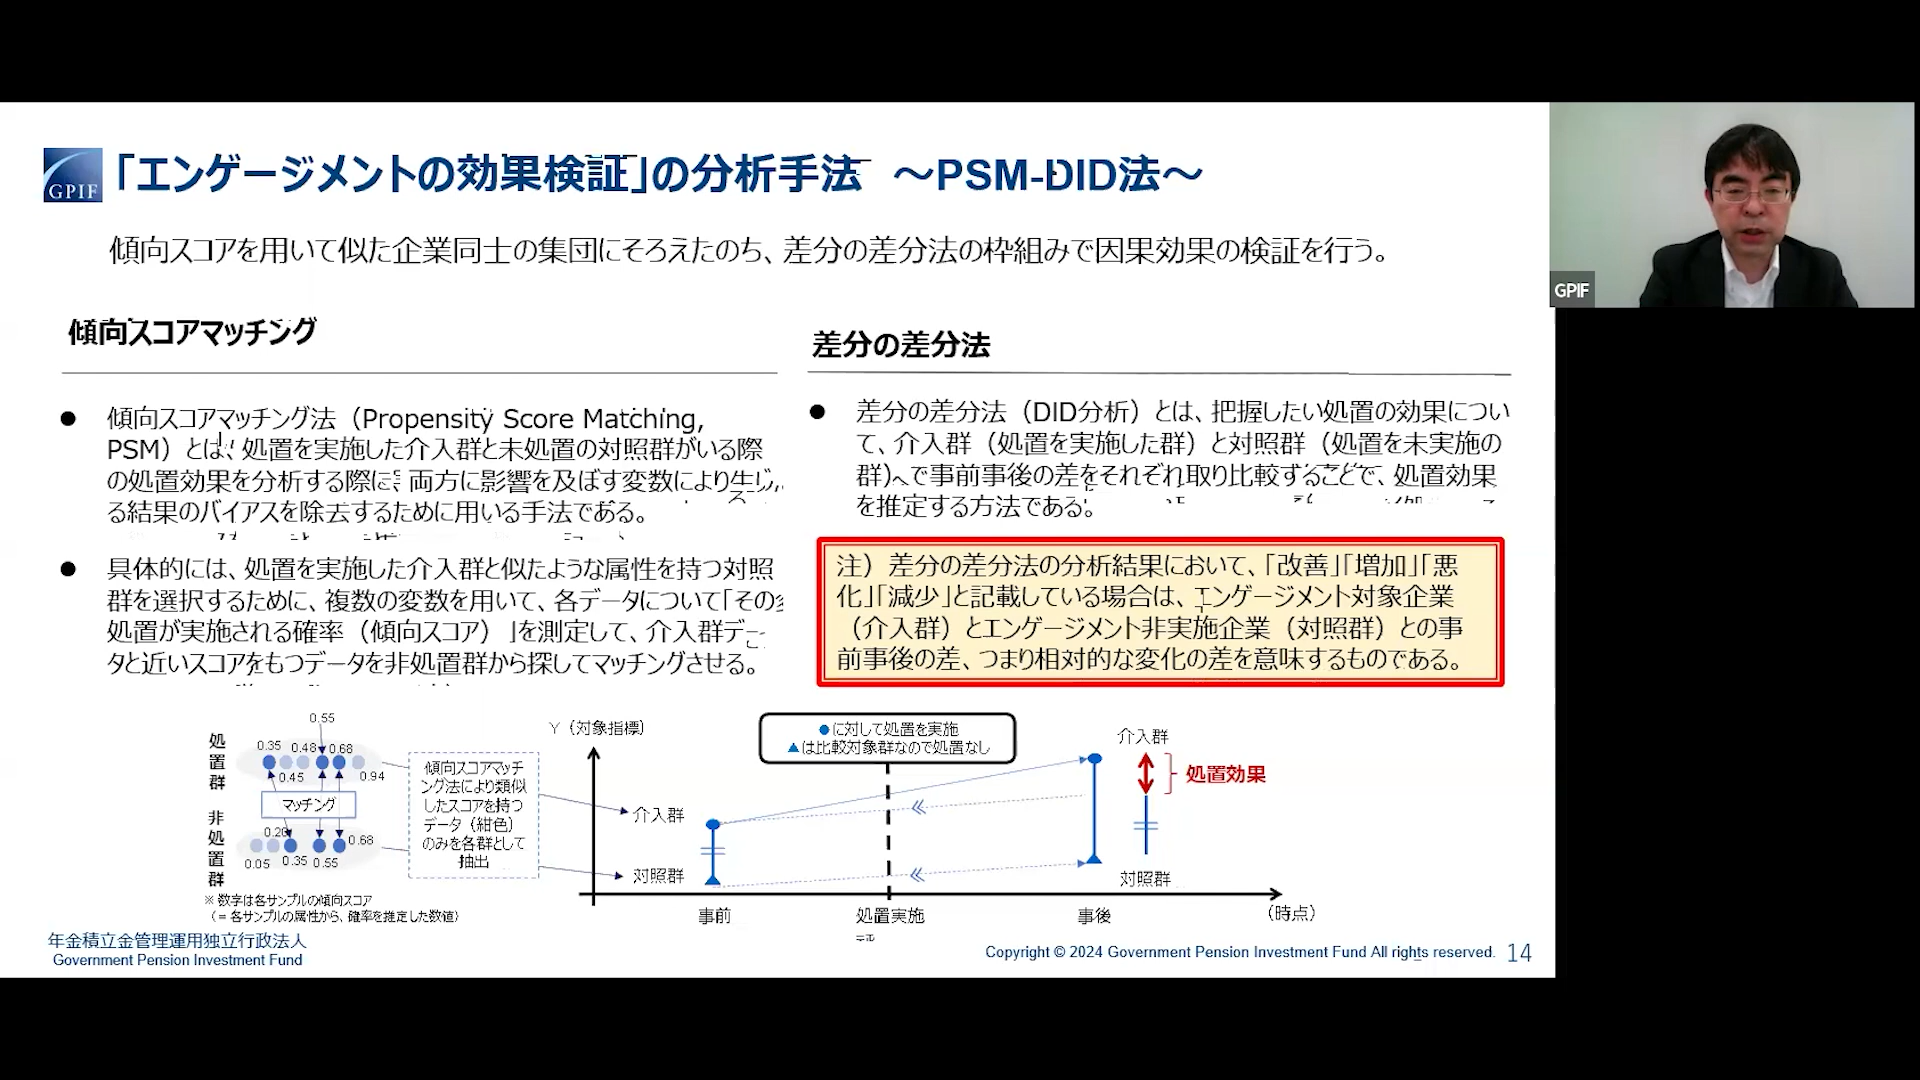 GPIF
「エンゲージメントの効果検証」の分析手法 ～PSM-DID法～
傾向スコアを用いて似た企業同士の集団にそろえたのち、差分の差分法の枠組みで因果効果の検証を行う。
傾向スコアマッチング
● 傾向スコアマッチング法（Propensity Score Matching,
PSM）とは、処置を実施した介入群と未処置の対照群がいる際
の処置効果を分析する際に 両方に影響を及ぼす変数により生じ
る結果のバイアスを除去するために用いる手法である。
● 具体的には、処置を実施した介入群と似たような属性を持つ対照
群を選択するために、複数の変数を用いて、各データについて「その
処置が実施される確率（傾向スコア）」を測定して、介入群デー
タと近いスコアをもつデータを非処置群から探してマッチングさせる。
差分の差分法
● 差分の差分法（DID分析）とは、把握したい処置の効果につい
て、介入群（処置を実施した群）と対照群（処置を未実施の
群）で事前事後の差をそれぞれ取り比較することで、処置効果
を推定する方法である。
注）差分の差分法の分析結果において、「改善」「増加」「悪
化」「減少」と記載している場合は、エンゲージメント対象企業
（介入群）とエンゲージメント非実施企業（対照群）との事
前事後の差、つまり相対的な変化の差を意味するものである。
処置群
0.55
0.35 0.48 0.68
0.45 0.94
マッチング
非処置群
0.20 0.68
0.05 0.35 0.55
※ 数字は各サンプルの傾向スコア
（= 各サンプルの属性から、確率を推定した数値）
傾向スコアマッチ
ング法により類似
したスコアを持つ
データ（紺色）
のみを各群として
抽出
Y（対象指標）
●に対して処置を実施
▲は比較対象群なので処置なし
介入群
対照群
事前
処置実施
事後
（時点）
介入群
処置効果
対照群
年金積立金管理運用独立行政法人
Government Pension Investment Fund
Copyright © 2024 Government Pension Investment Fund All rights reserved. 14
GPIF